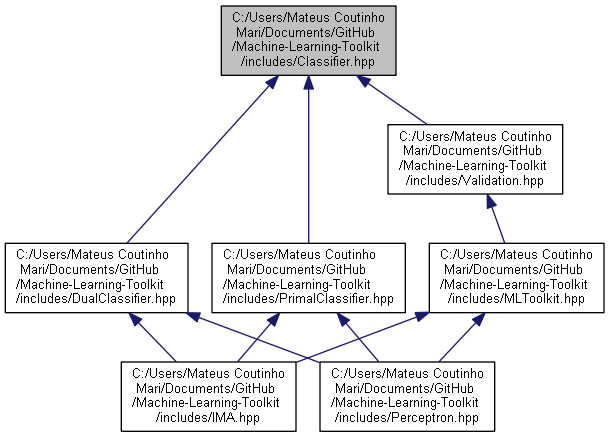 C:/Users/Mateus Coutinho
Mari/Documents/GitHub
/Machine-Learning-Toolkit
/includes/Classifier.hpp
C:/Users/Mateus Coutinho
Mari/Documents/GitHub
/Machine-Learning-Toolkit
/includes/Validation.hpp
C:/Users/Mateus Coutinho
Mari/Documents/GitHub
/Machine-Learning-Toolkit
/includes/DualClassifier.hpp
C:/Users/Mateus Coutinho
Mari/Documents/GitHub
/Machine-Learning-Toolkit
/includes/PrimalClassifier.hpp
C:/Users/Mateus Coutinho
Mari/Documents/GitHub
/Machine-Learning-Toolkit
/includes/MLToolkit.hpp
C:/Users/Mateus Coutinho
Mari/Documents/GitHub
/Machine-Learning-Toolkit
/includes/IMA.hpp
C:/Users/Mateus Coutinho
Mari/Documents/GitHub
/Machine-Learning-Toolkit
/includes/Perceptron.hpp